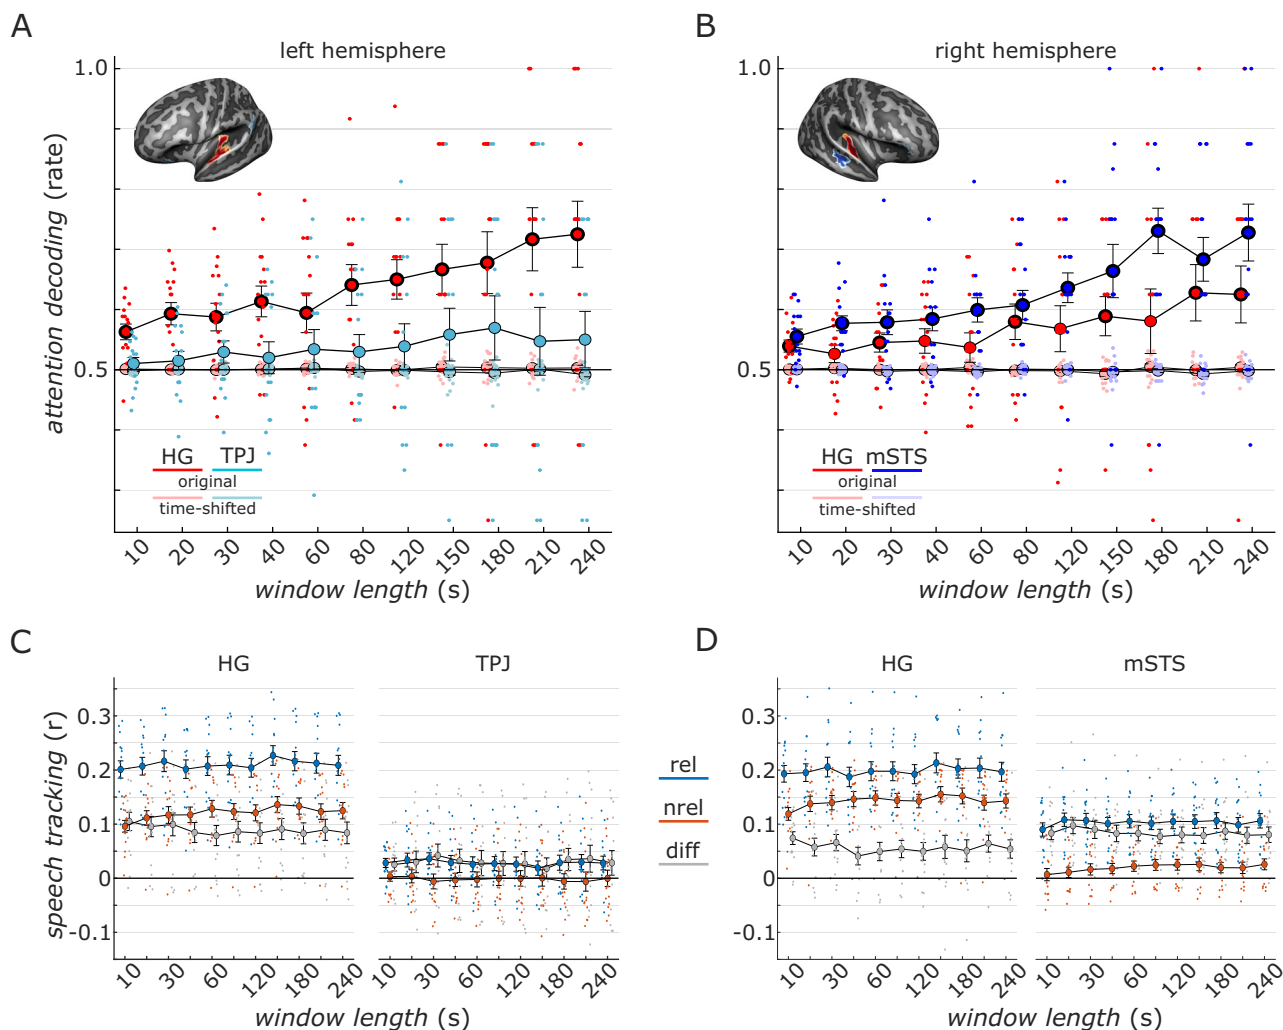 A
B
left hemisphere
right hemisphere
1.0
0.5
attention decoding (rate)
HG TPJ
original
time-shifted
10 20 30 40 60 80 120 150 180 210 240
window length (s)
1.0
0.5
HG mSTS
original
time-shifted
10 20 30 40 60 80 120 150 180 210 240
window length (s)
C
D
HG
TPJ
HG
mSTS
speech tracking (r)
0.3
0.2
0.1
0
-0.1
10 30 60 120 180 240
10 30 60 120 180 240
window length (s)
rel
nrel
diff
0.3
0.2
0.1
0
-0.1
10 30 60 120 180 240
10 30 60 120 180 240
window length (s)